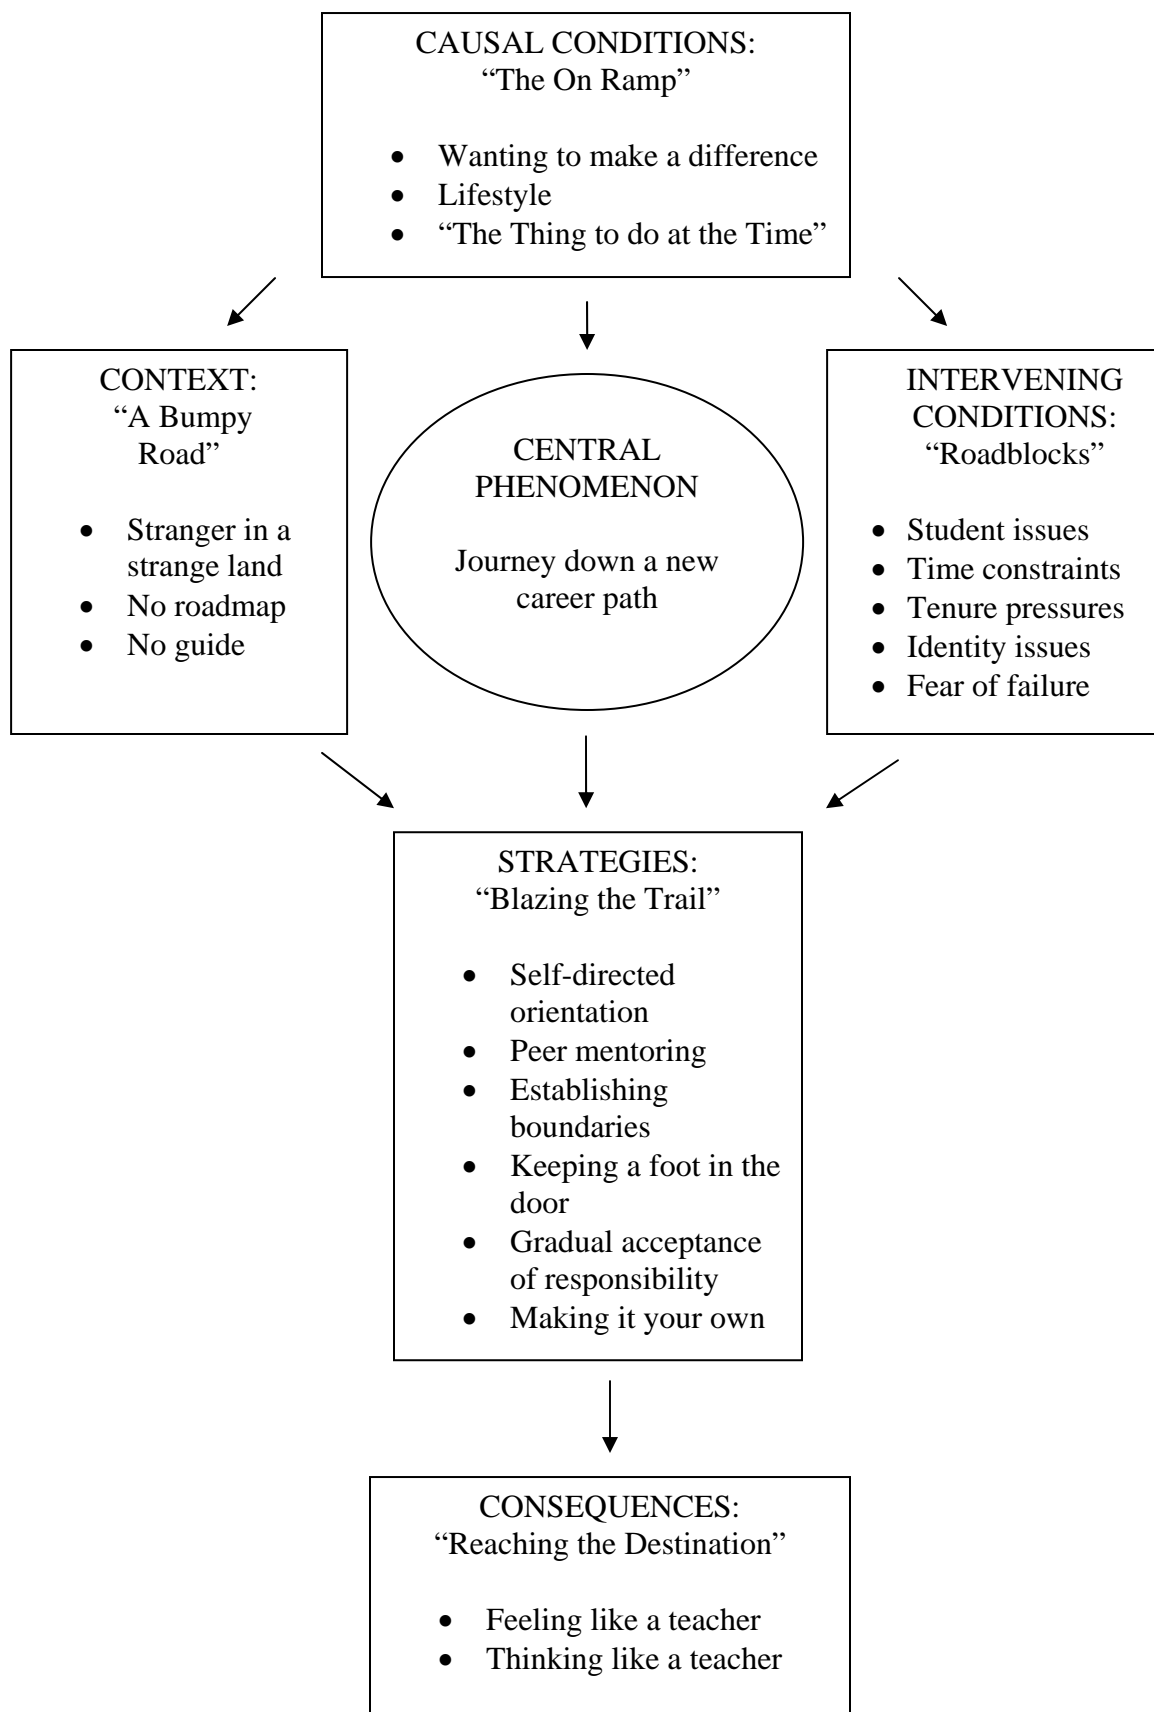 CAUSAL CONDITIONS:
“The On Ramp”
• Wanting to make a difference
• Lifestyle
• “The Thing to do at the Time”
CONTEXT:
“A Bumpy
Road”
• Stranger in a
strange land
• No roadmap
• No guide
CENTRAL
PHENOMENON
Journey down a new
career path
INTERVENING
CONDITIONS:
“Roadblocks”
• Student issues
• Time constraints
• Tenure pressures
• Identity issues
• Fear of failure
STRATEGIES:
“Blazing the Trail”
• Self-directed
orientation
• Peer mentoring
• Establishing
boundaries
• Keeping a foot in the
door
• Gradual acceptance
of responsibility
• Making it your own
CONSEQUENCES:
“Reaching the Destination”
• Feeling like a teacher
• Thinking like a teacher